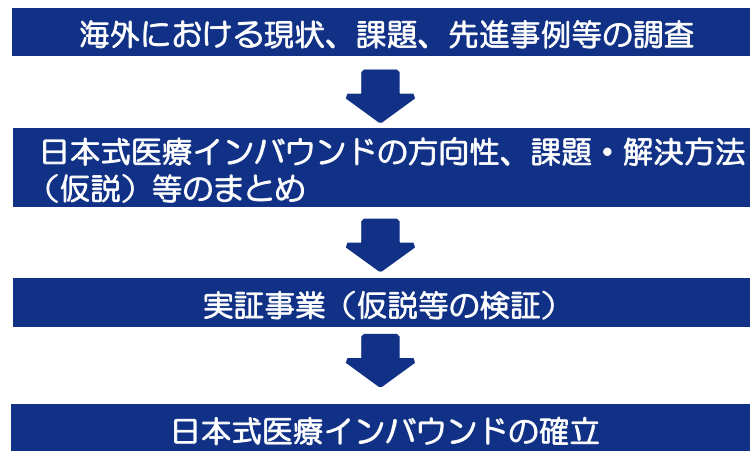 海外における現状、課題、先進事例等の調査
日本式医療インバウンドの方向性、課題・解決方法
（仮説）等のまとめ
実証事業（仮説等の検証）
日本式医療インバウンドの確立